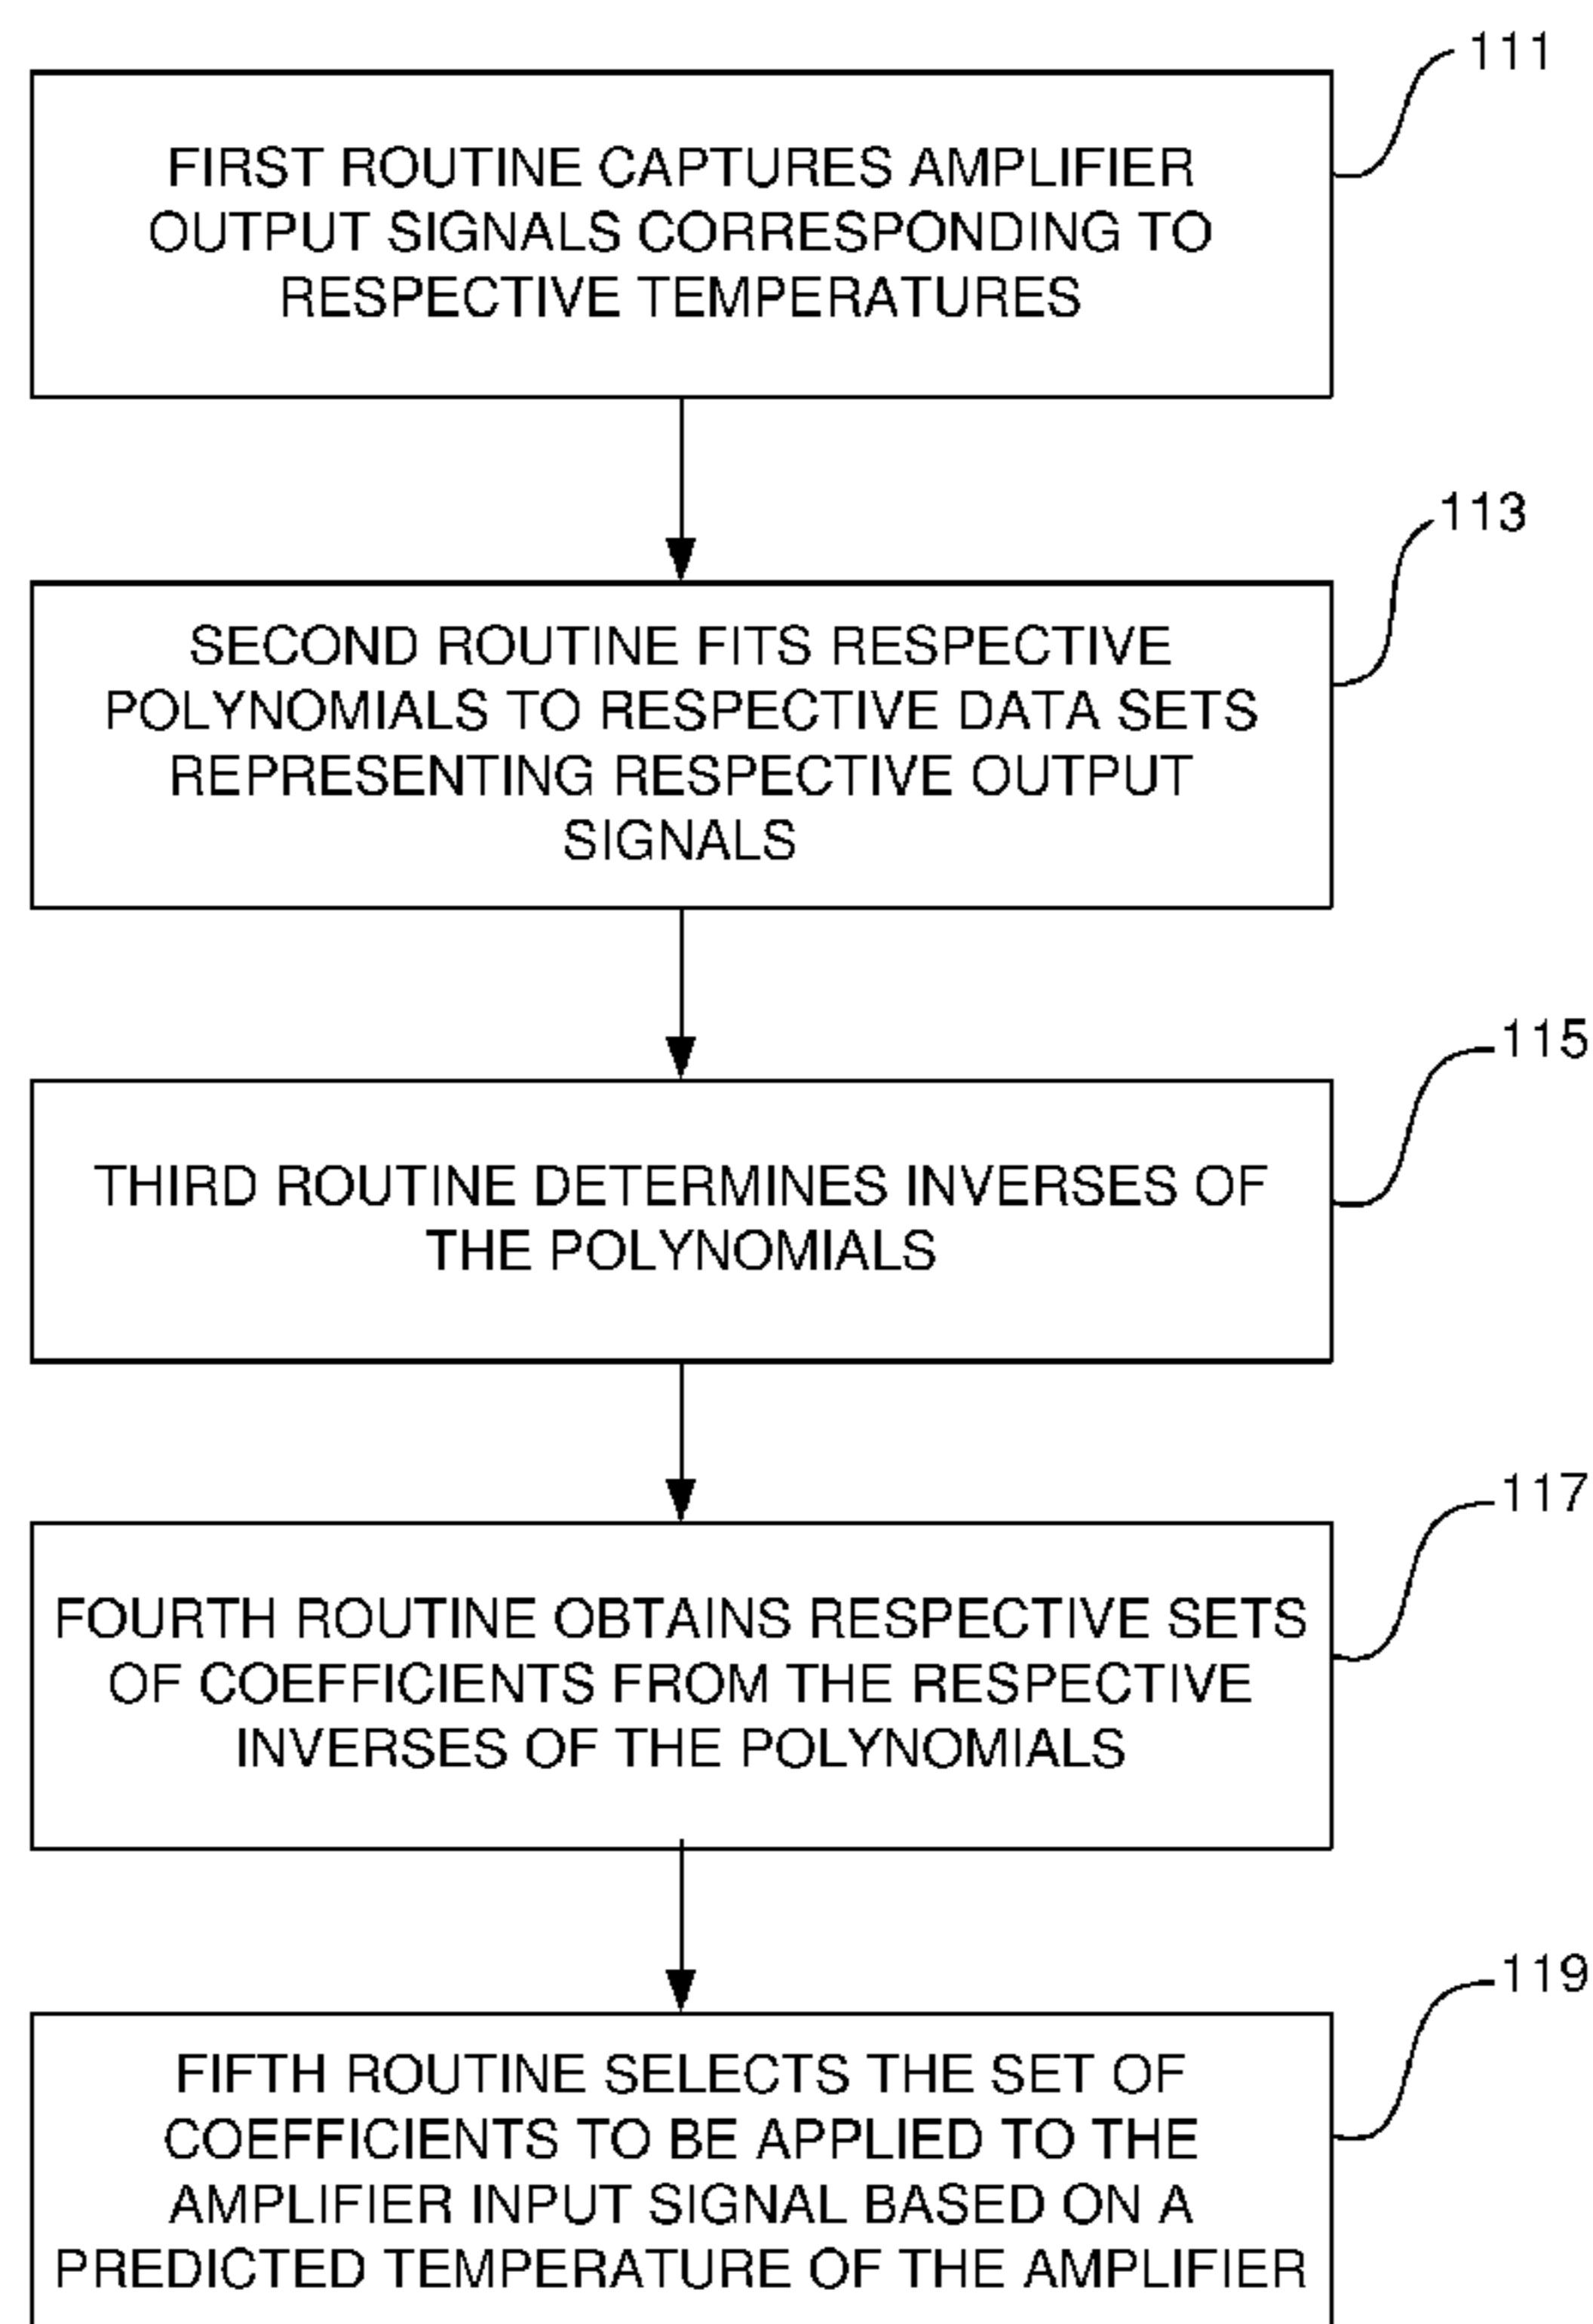 111
FIRST ROUTINE CAPTURES AMPLIFIER
OUTPUT SIGNALS CORRESPONDING TO
RESPECTIVE TEMPERATURES
113
SECOND ROUTINE FITS RESPECTIVE
POLYNOMIALS TO RESPECTIVE DATA SETS
REPRESENTING RESPECTIVE OUTPUT
SIGNALS
115
THIRD ROUTINE DETERMINES INVERSES OF
THE POLYNOMIALS
117
FOURTH ROUTINE OBTAINS RESPECTIVE SETS
OF COEFFICIENTS FROM THE RESPECTIVE
INVERSES OF THE POLYNOMIALS
119
FIFTH ROUTINE SELECTS THE SET OF
COEFFICIENTS TO BE APPLIED TO THE
AMPLIFIER INPUT SIGNAL BASED ON A
PREDICTED TEMPERATURE OF THE AMPLIFIER